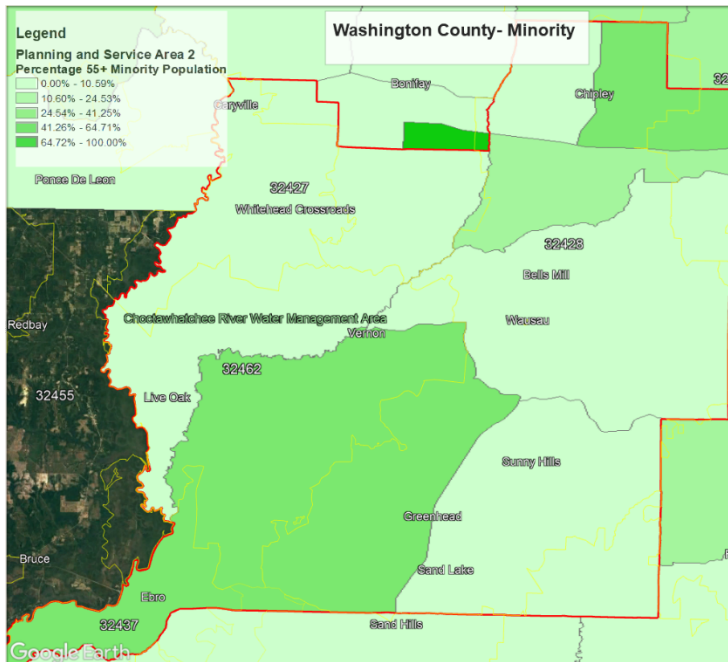 Legend
Planning and Service Area 2
Percentage 55+ Minority Population
0.00% - 10.59%
10.60% - 24.53%
24.54% - 41.25%
41.26% - 64.71%
64.72% - 100.00%
Washington County- Minority
Bonifay
Chipley
Caryville
Ponce De Leon
32427
Whitehead Crossroads
32428
Bells Mill
Choctawhatchee River Water Management Area
Wausau
Redbay
Vernon
32462
32455
Live Oak
Sunny Hills
Greenhead
Bruce
Sand Lake
Ebro
32437
Sand Hills
Google Earth